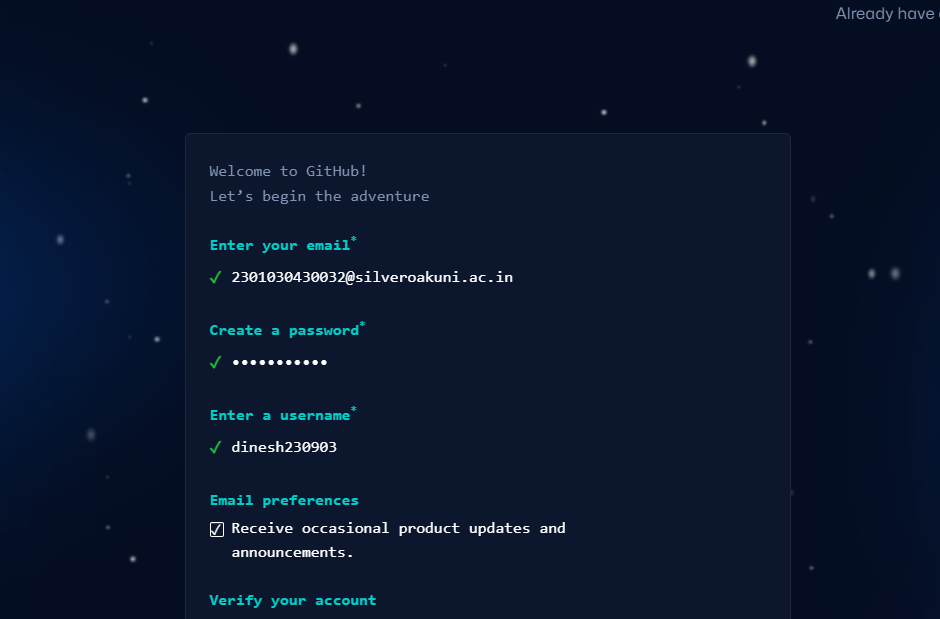 Already have
Welcome to GitHub!
Let’s begin the adventure
Enter your email*
✓ 2301030430032@silveroakuni.ac.in
Create a password*
✓ •••••••••••
Enter a username*
✓ dinesh230903
Email preferences
☑ Receive occasional product updates and
announcements.
Verify your account